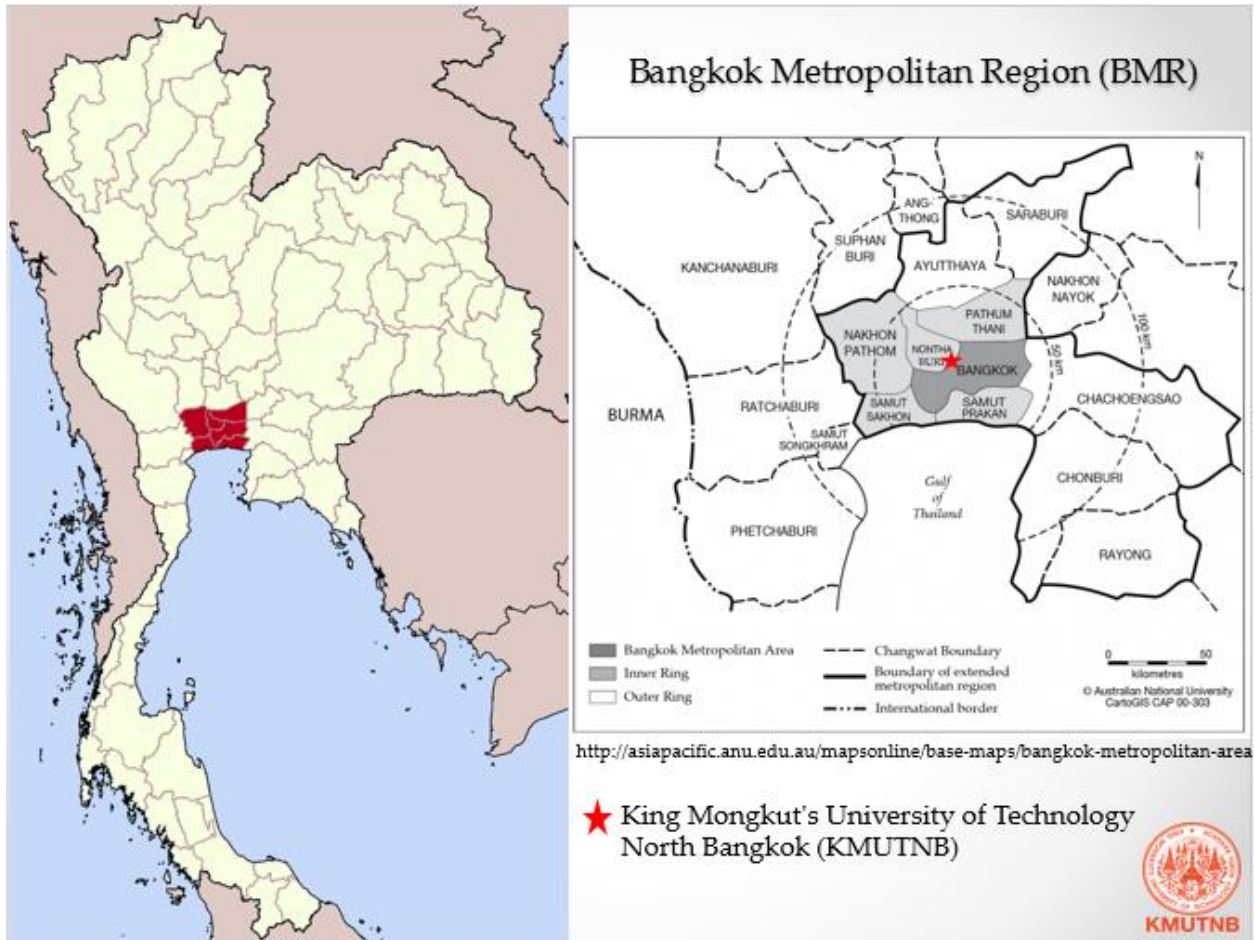 Bangkok Metropolitan Region (BMR)
N
ANG-
THONG
SARABURI
SUPHAN
BURI
KANCHANABURI
AYUTTHAYA
NAKHON
NAYOK
PATHUM
THANI
100 km
NAKHON
PATHOM
NONTHA
BURI
50 km
BANGKOK
BURMA
RATCHABURI
SAMUT
SAKHON
SAMUT
PRAKAN
CHACHOENGSAO
SAMUT
SONGKHRAM
CHONBURI
Gulf
of
Thailand
PHETCHABURI
RAYONG
Bangkok Metropolitan Area
Inner Ring
Outer Ring
Changwat Boundary
Boundary of extended
metropolitan region
International border
0 50
kilometres
© Australian National University
CartoGIS CAP 00-303
http://asiapacific.anu.edu.au/mapsonline/base-maps/bangkok-metropolitan-area
King Mongkut's University of Technology
North Bangkok (KMUTNB)
KMUTNB